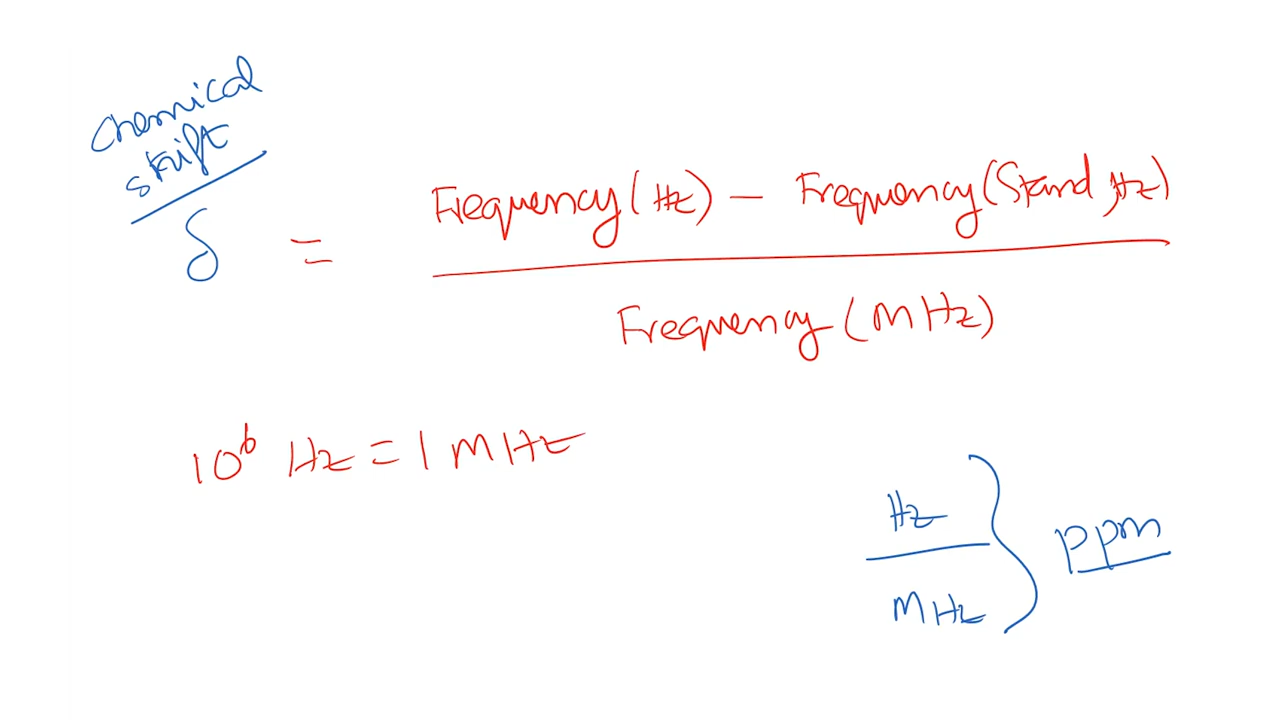 Chemical
shift
δ = Frequency(Hz) – Frequency(Stand, Hz)
Frequency(MHz)
10⁶ Hz = 1 MHz
Hz
MHz
ppm